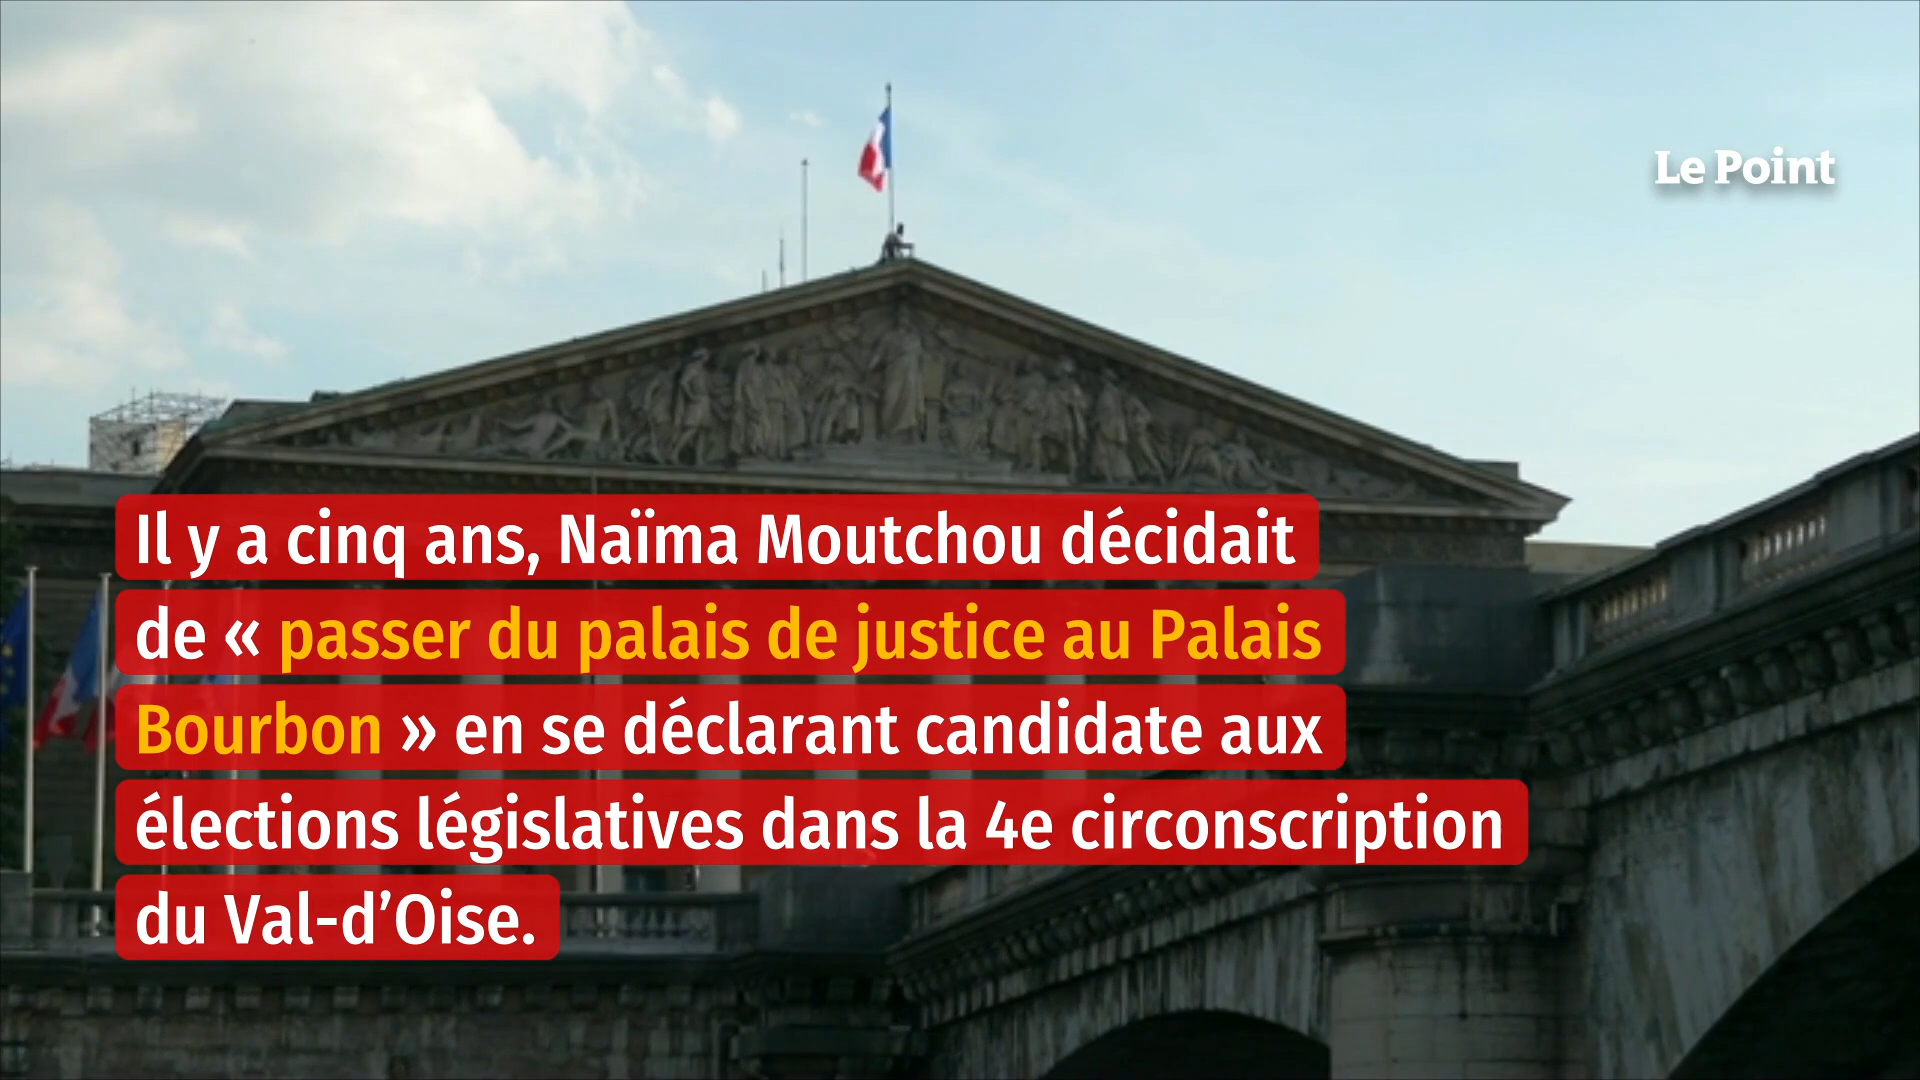 Le Point
Il y a cinq ans, Naïma Moutchou décidait
de « passer du palais de justice au Palais
Bourbon » en se déclarant candidate aux
élections législatives dans la 4e circonscription
du Val-d’Oise.